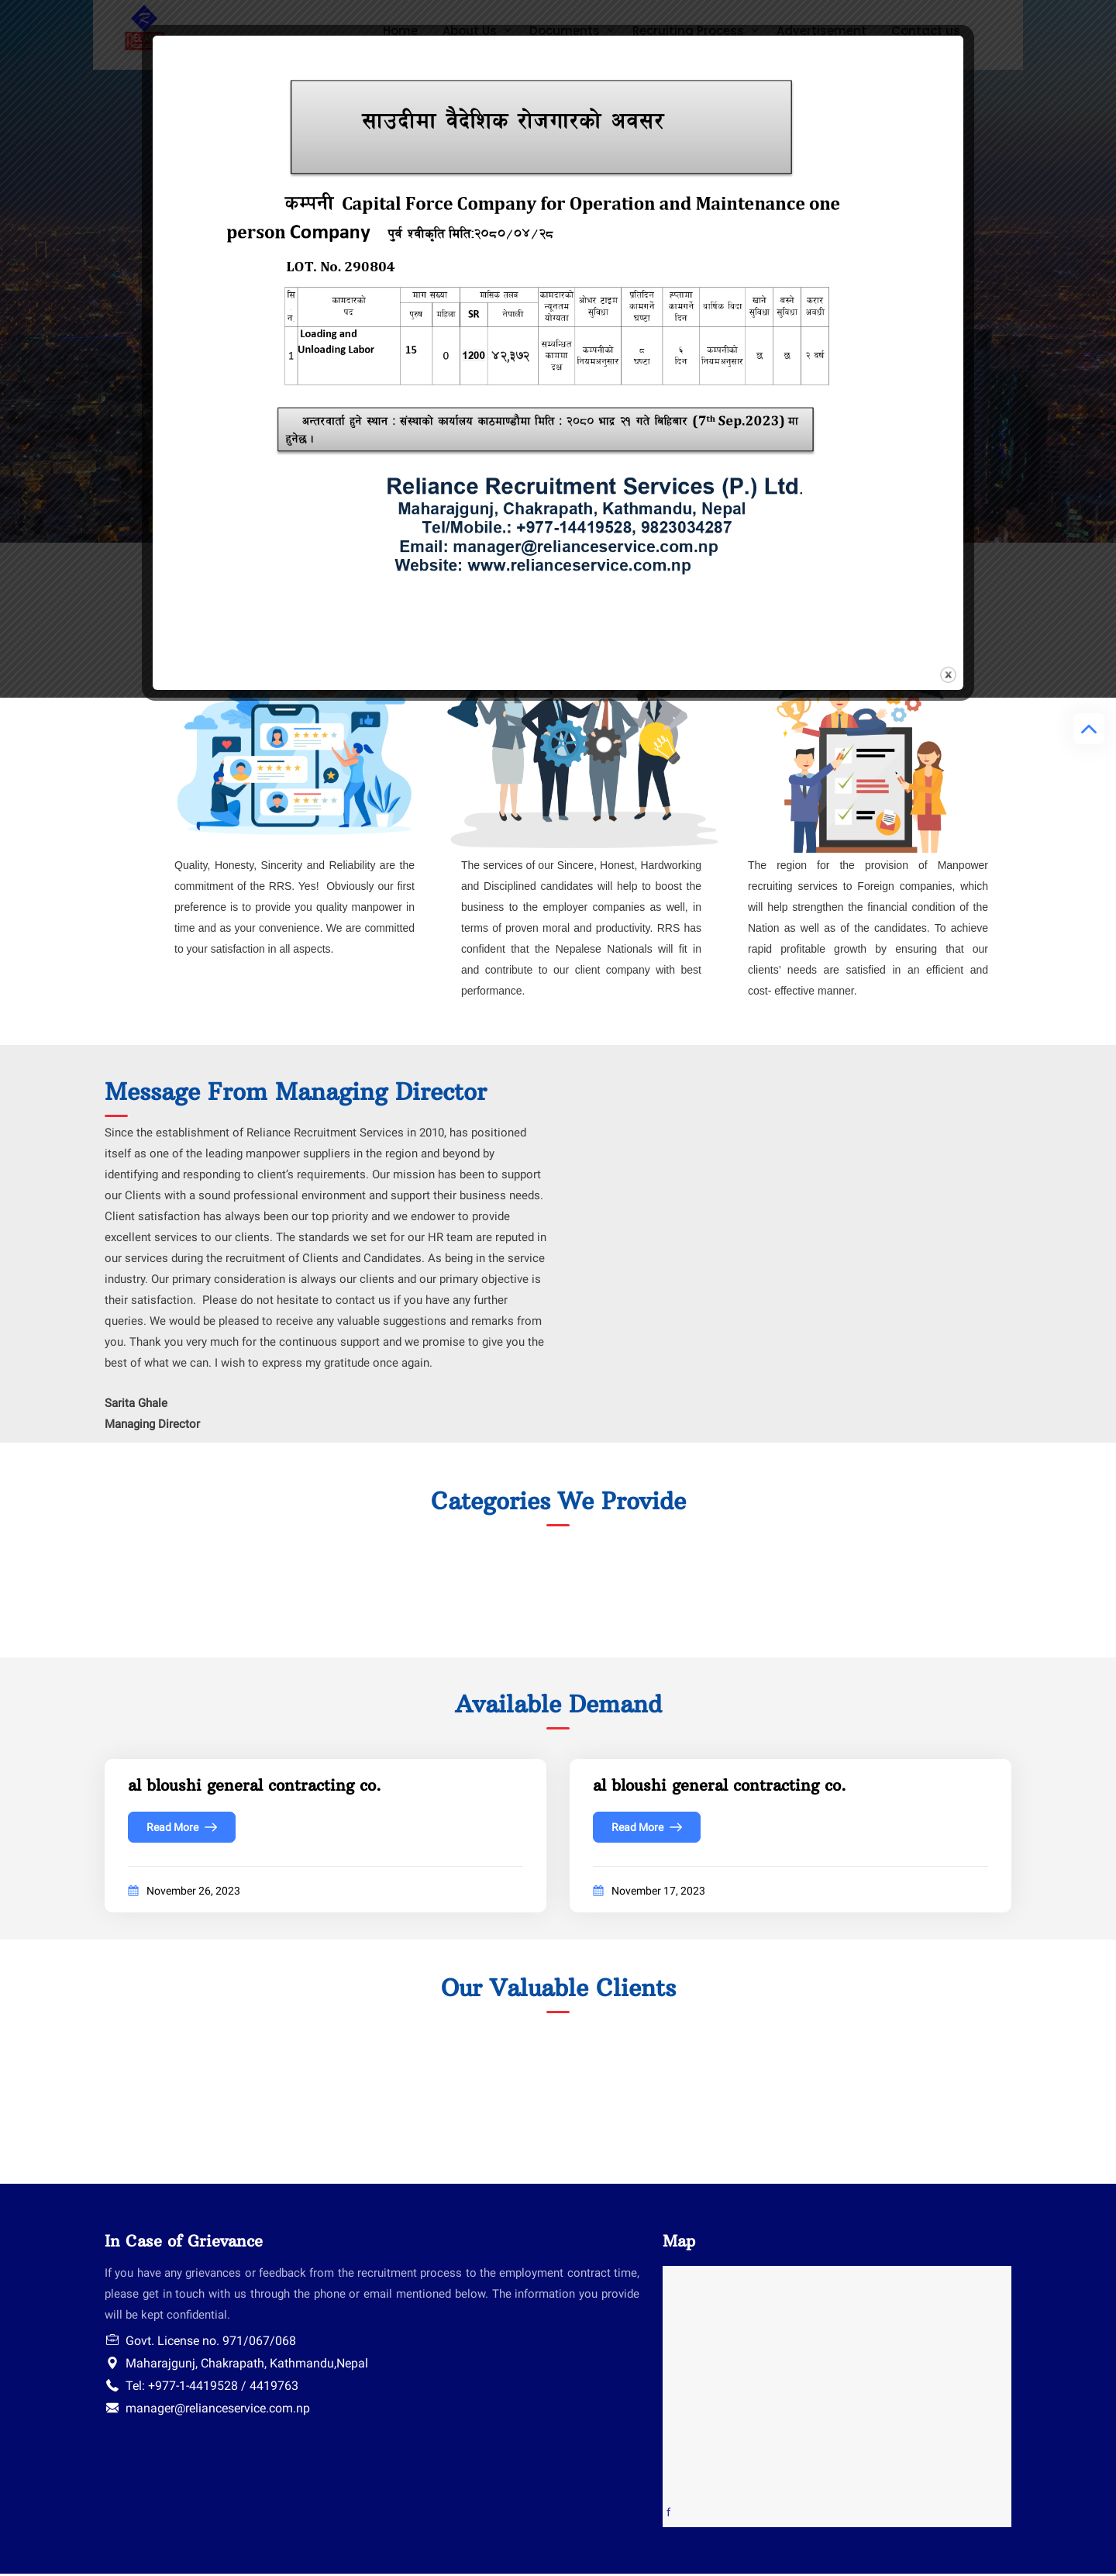 Home About Us Documents Recruiting Process Advertisement Contact us
साउदीमा वैदेशिक रोजगारको अवसर
कम्पनी Capital Force Company for Operation and Maintenance one
person Company पुर्व श्वीकृति मिति:२०८०/०४/२८
LOT. No. 290804
सि कामदारको माग संख्या मासिक तलब कामदारको ओभर टाइम प्रतिदिन हप्तामा वार्षिक विदा खाने वस्ने करार
न. पद पुरुष महिला SR नेपाली न्यूनतम सुविधा कामगर्ने कामगर्ने सुविधा सुविधा अवधी
योग्यता घण्टा दिन
Loading and सम्वन्धित
1 Unloading Labor 15 0 1200 ४२,३७२ काममा कम्पनीको ८ ६ कम्पनीको छ छ २ वर्ष
दक्ष नियमअनुसार घण्टा दिन नियमअनुसार
अन्तरवार्ता हुने स्थान : संस्थाको कार्यालय काठमाण्डौमा मिति : २०८० भाद्र २१ गते बिहिबार (7th Sep.2023) मा
हुनेछ ।
Reliance Recruitment Services (P.) Ltd.
Maharajgunj, Chakrapath, Kathmandu, Nepal
Tel/Mobile.: +977-14419528, 9823034287
Email: manager@relianceservice.com.np
Website: www.relianceservice.com.np
Quality, Honesty, Sincerity and Reliability are the
commitment of the RRS. Yes! Obviously our first
preference is to provide you quality manpower in
time and as your convenience. We are committed
to your satisfaction in all aspects.
The services of our Sincere, Honest, Hardworking
and Disciplined candidates will help to boost the
business to the employer companies as well, in
terms of proven moral and productivity. RRS has
confident that the Nepalese Nationals will fit in
and contribute to our client company with best
performance.
The region for the provision of Manpower
recruiting services to Foreign companies, which
will help strengthen the financial condition of the
Nation as well as of the candidates. To achieve
rapid profitable growth by ensuring that our
clients’ needs are satisfied in an efficient and
cost- effective manner.
Message From Managing Director
Since the establishment of Reliance Recruitment Services in 2010, has positioned
itself as one of the leading manpower suppliers in the region and beyond by
identifying and responding to client’s requirements. Our mission has been to support
our Clients with a sound professional environment and support their business needs.
Client satisfaction has always been our top priority and we endower to provide
excellent services to our clients. The standards we set for our HR team are reputed in
our services during the recruitment of Clients and Candidates. As being in the service
industry. Our primary consideration is always our clients and our primary objective is
their satisfaction. Please do not hesitate to contact us if you have any further
queries. We would be pleased to receive any valuable suggestions and remarks from
you. Thank you very much for the continuous support and we promise to give you the
best of what we can. I wish to express my gratitude once again.
Sarita Ghale
Managing Director
Categories We Provide
Available Demand
al bloushi general contracting co.
Read More
November 26, 2023
al bloushi general contracting co.
Read More
November 17, 2023
Our Valuable Clients
In Case of Grievance
If you have any grievances or feedback from the recruitment process to the employment contract time,
please get in touch with us through the phone or email mentioned below. The information you provide
will be kept confidential.
Govt. License no. 971/067/068
Maharajgunj, Chakrapath, Kathmandu,Nepal
Tel: +977-1-4419528 / 4419763
manager@relianceservice.com.np
Map
f